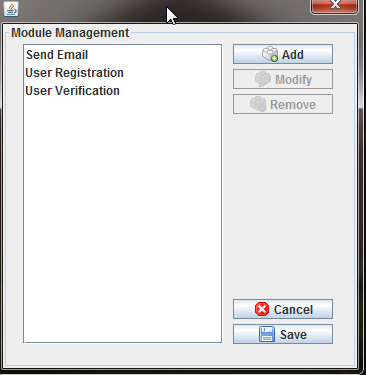 Module Management
Send Email
User Registration
User Verification
Add
Modify
Remove
Cancel
Save